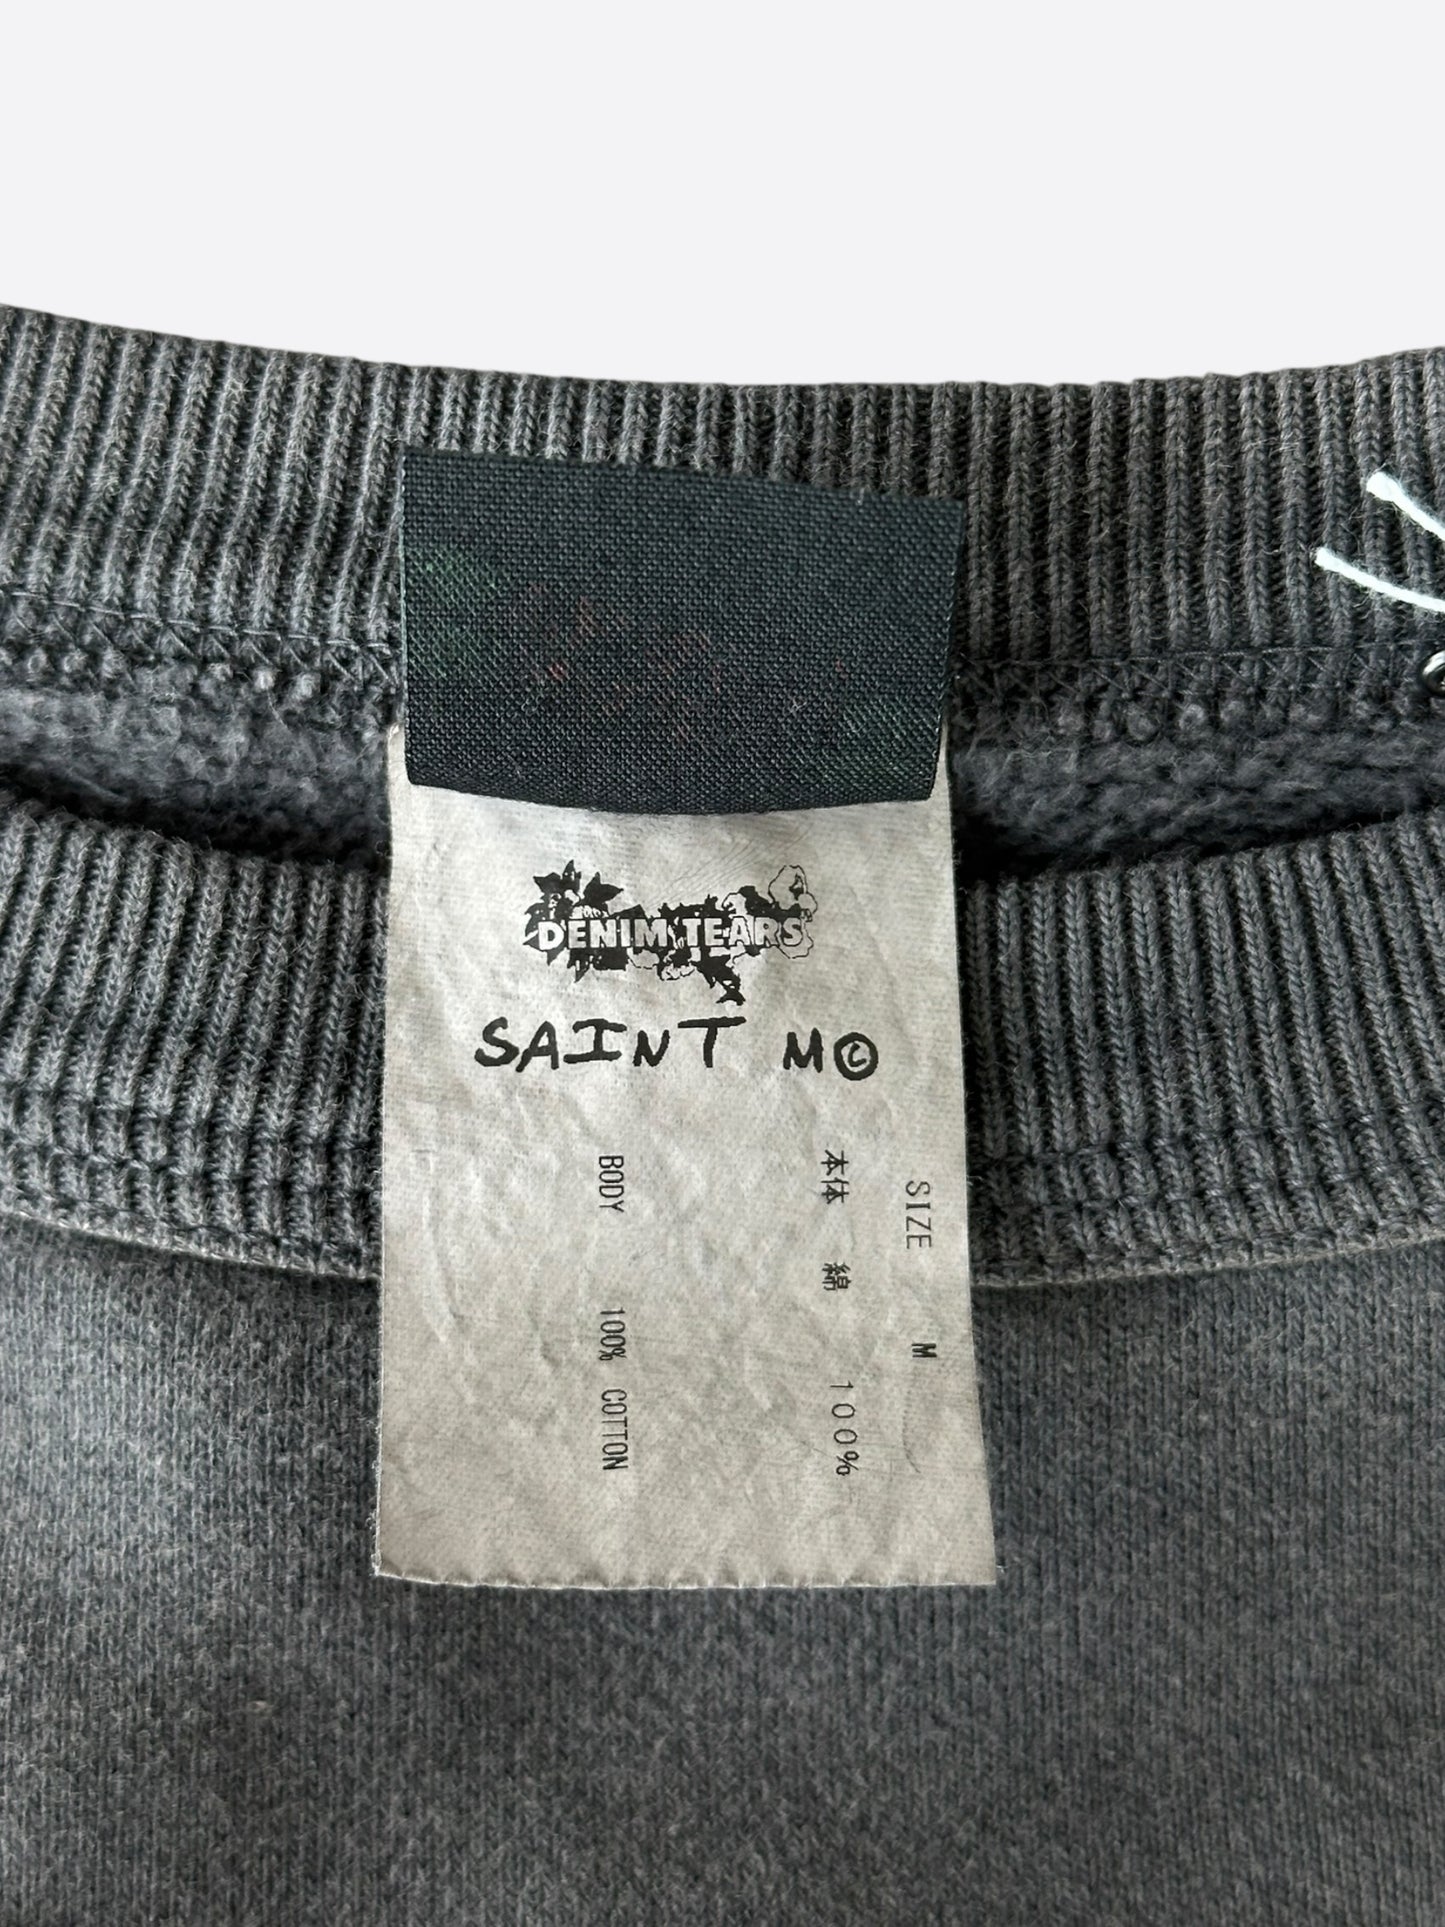 DENIM TEARS
SAINT M©
SIZE M
本体 綿 100%
BODY 100% COTTON